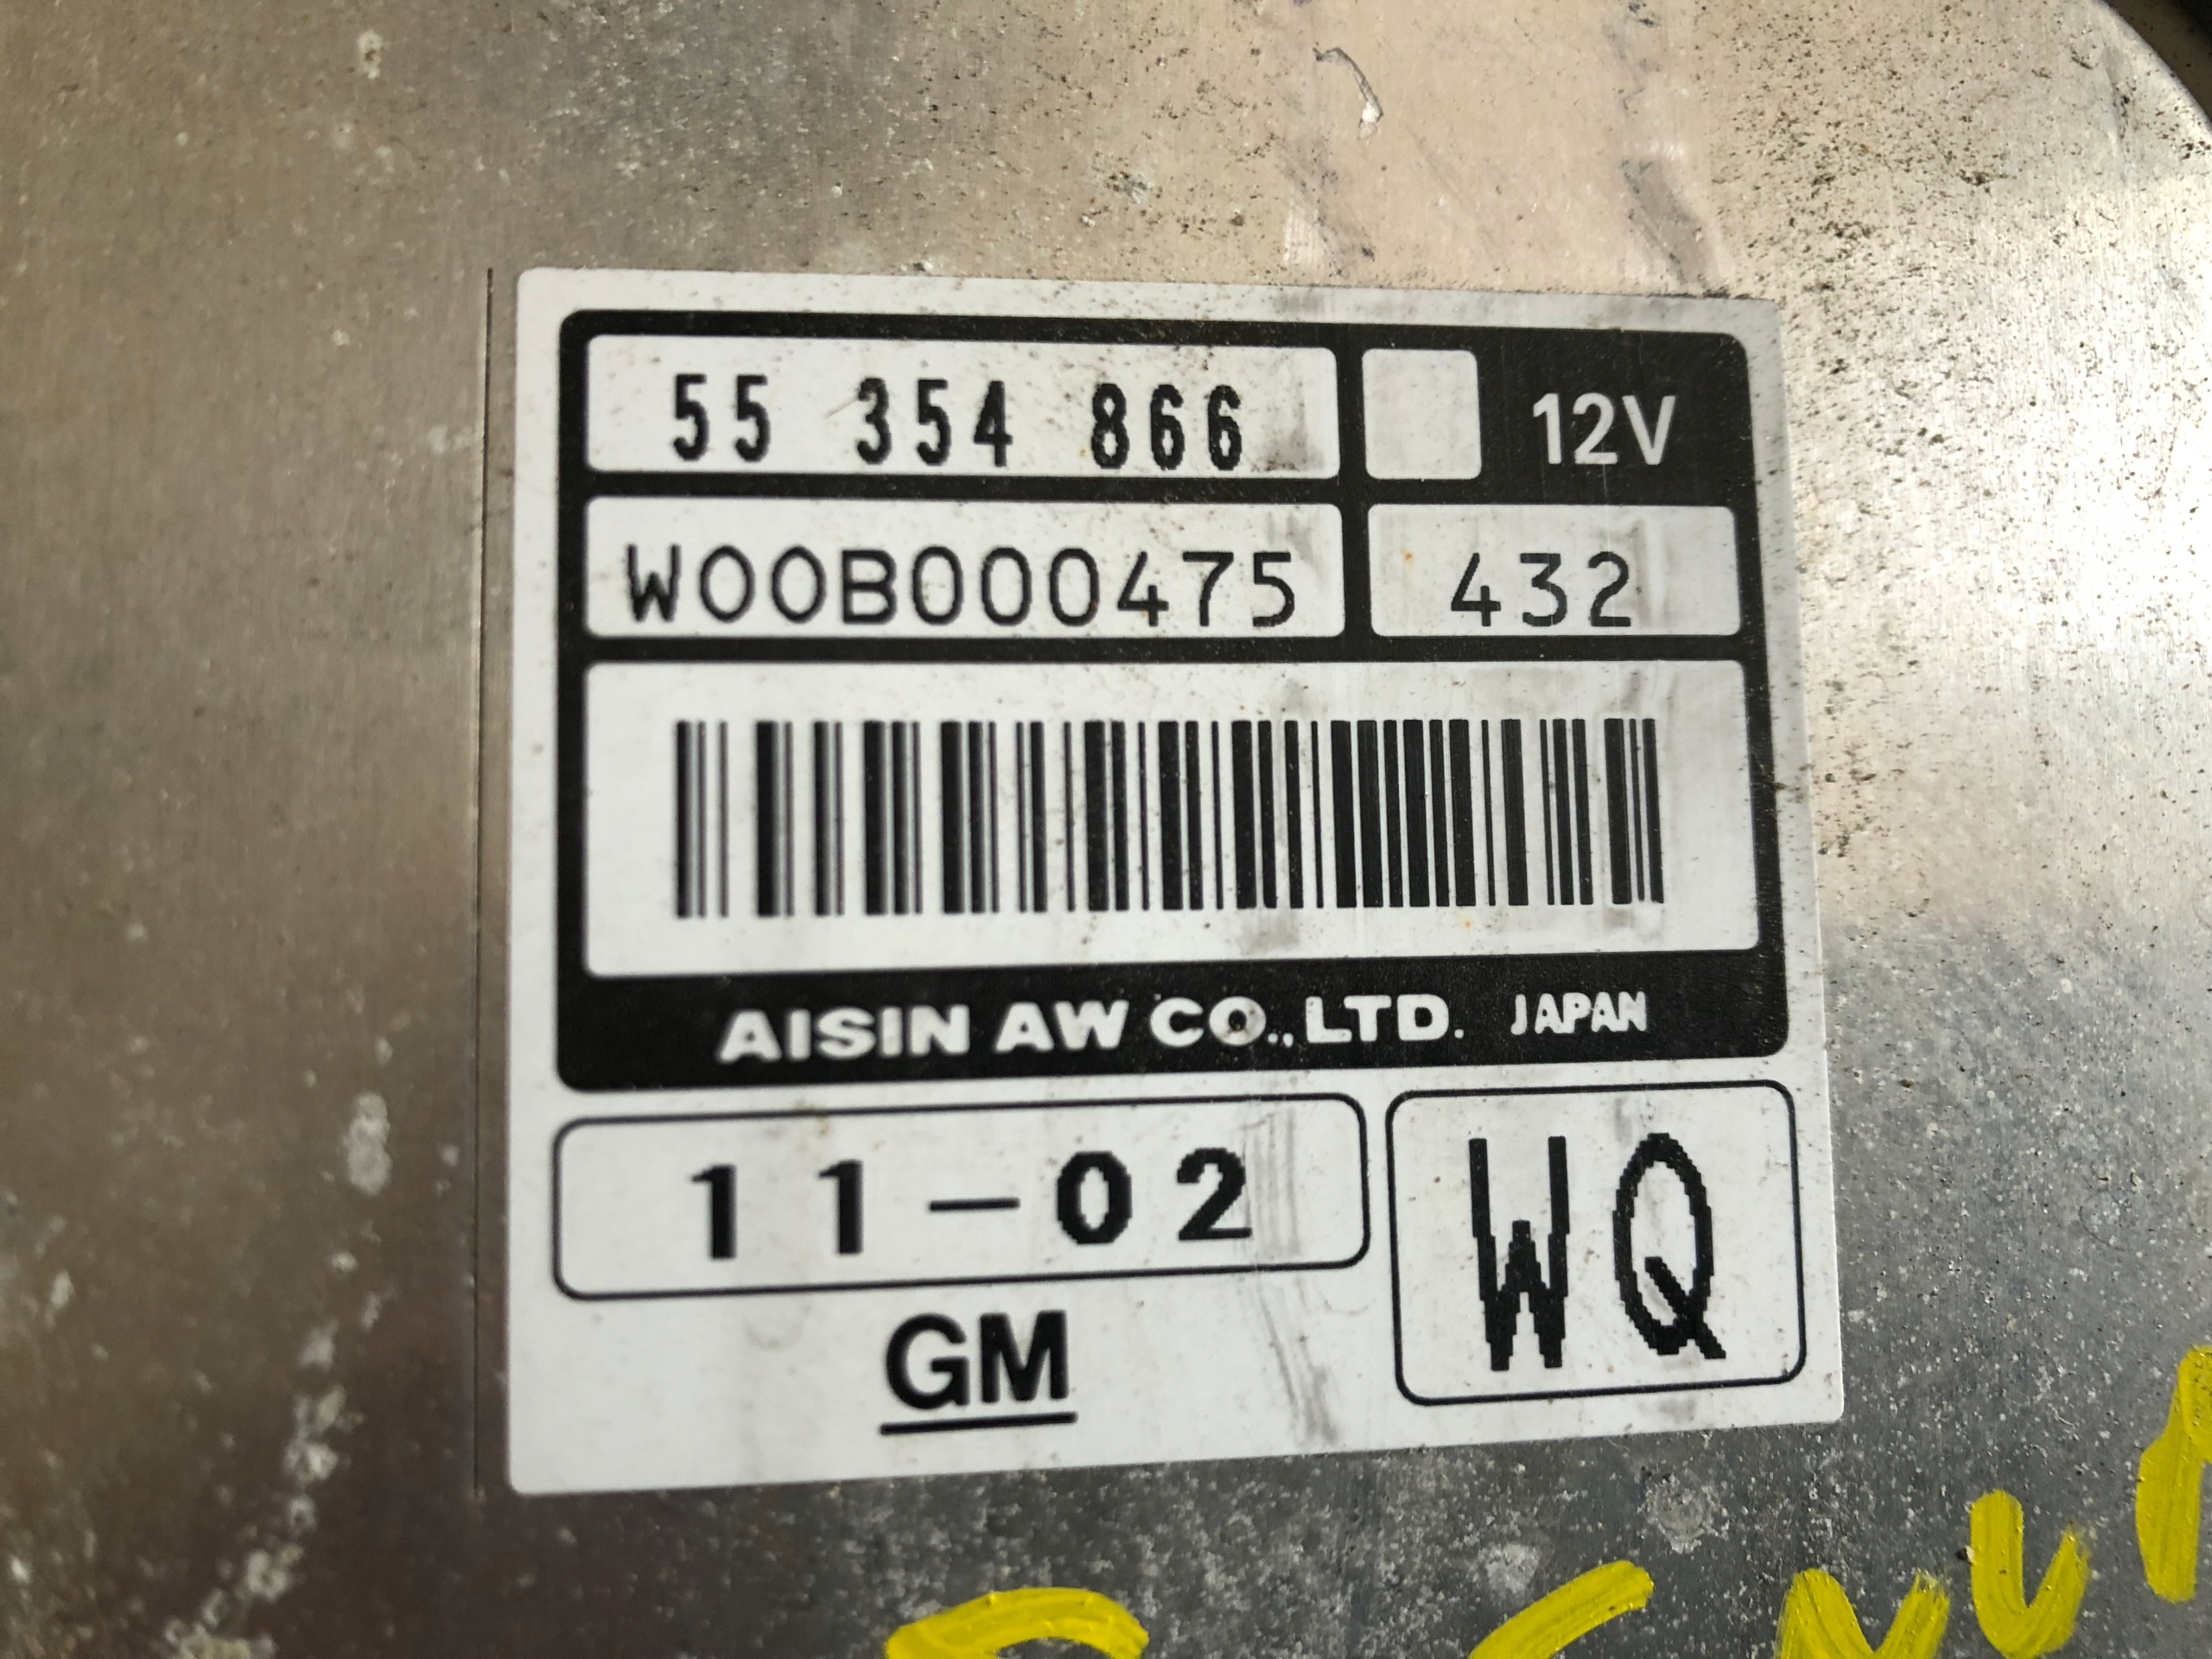 55 354 866 12V
W00B000475 432
AISIN AW CO.,LTD. JAPAN
11-02 WQ
GM